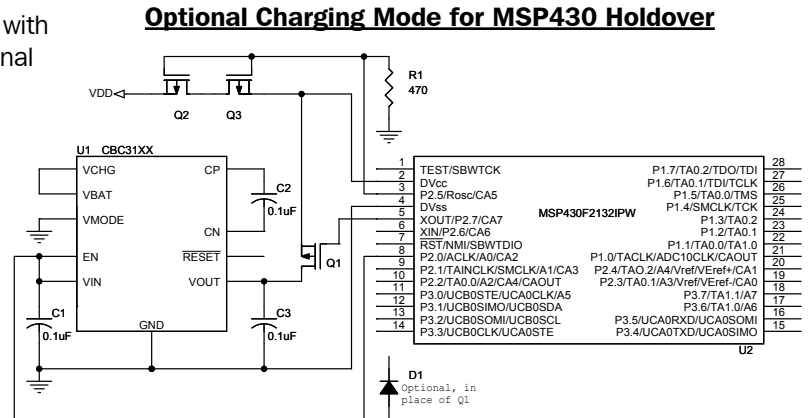 with
nal
Optional Charging Mode for MSP430 Holdover
VDD
Q2
Q3
R1
470
U1 CBC31XX
VCHG
VBAT
VMODE
EN
VIN
GND
CP
CN
RESET
VOUT
C1
0.1uF
C2
0.1uF
C3
0.1uF
Q1
1 TEST/SBWTCK
2 DVcc
3 P2.5/Rosc/CA5
4 DVss
5 XOUT/P2.7/CA7
6 XIN/P2.6/CA6
7 RST/NMI/SBWTDIO
8 P2.0/ACLK/A0/CA2
9 P2.1/TAINCLK/SMCLK/A1/CA3
10 P2.2/TA0.0/A2/CA4/CAOUT
11 P3.0/UCB0STE/UCA0CLK/A5
12 P3.1/UCB0SIMO/UCB0SDA
13 P3.2/UCB0SOMI/UCB0SCL
14 P3.3/UCB0CLK/UCA0STE
MSP430F2132IPW
P1.7/TA0.2/TDO/TDI 28
P1.6/TA0.1/TDI/TCLK 27
P1.5/TA0.0/TMS 26
P1.4/SMCLK/TCK 25
P1.3/TA0.2 24
P1.2/TA0.1 23
P1.1/TA0.0/TA1.0 22
P1.0/TACLK/ADC10CLK/CAOUT 21
P2.4/TAO.2/A4/Vref/VEref+/CA1 20
P2.3/TA0.1/A3/Vref/VEref-/CA0 19
P3.7/TA1.1/A7 18
P3.6/TA1.0/A6 17
P3.5/UCA0RXD/UCA0SOMI 16
P3.4/UCA0TXD/UCA0SIMO 15
U2
D1
Optional, in
place of Q1